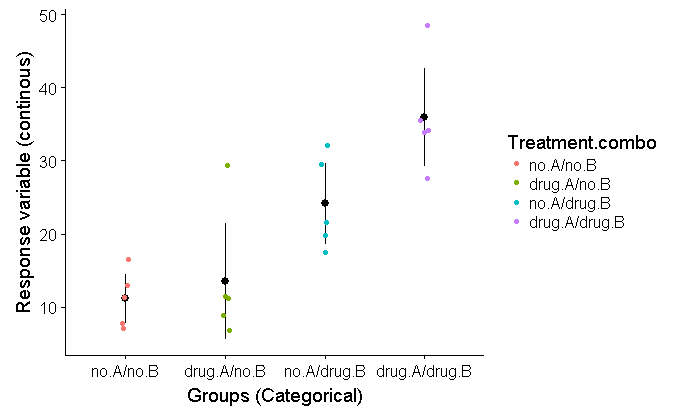 Response variable (continous)
50
40
30
20
10
no.A/no.B
drug.A/no.B
no.A/drug.B
drug.A/drug.B
Groups (Categorical)
Treatment.combo
no.A/no.B
drug.A/no.B
no.A/drug.B
drug.A/drug.B